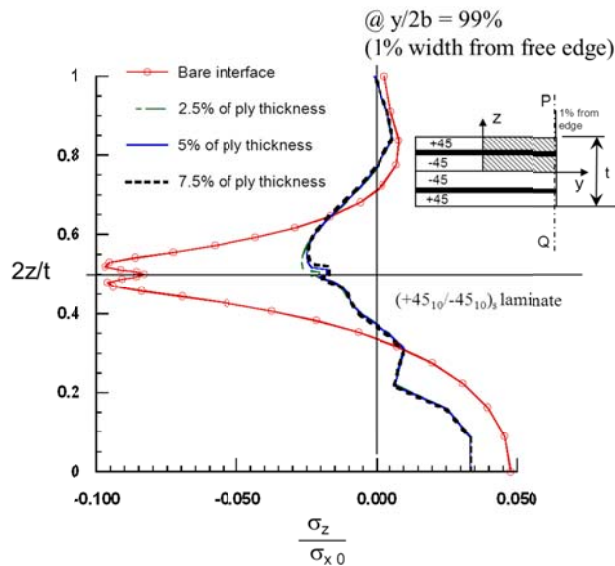 @ y/2b = 99%
(1% width from free edge)
Bare interface
2.5% of ply thickness
5% of ply thickness
7.5% of ply thickness
P
1% from
edge
z
+45
-45
-45
+45
y
t
Q
(+45₁₀/-45₁₀)ₛ laminate
2z/t
1
0.8
0.6
0.4
0.2
0
-0.100
-0.050
0.000
0.050
σz
σx 0